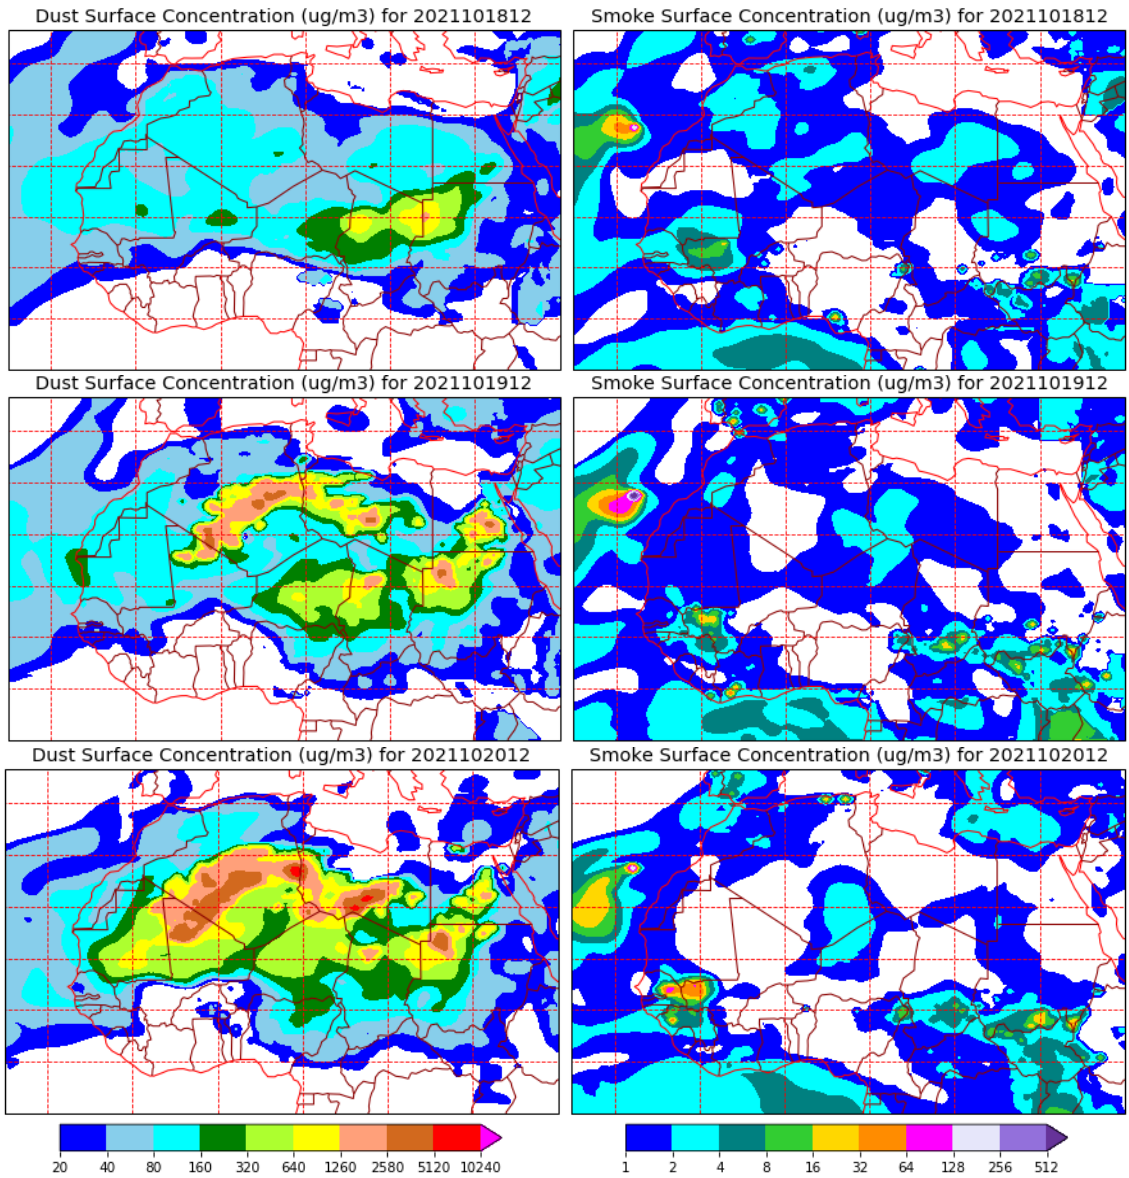 Dust Surface Concentration (ug/m3) for 2021101812
Smoke Surface Concentration (ug/m3) for 2021101812
Dust Surface Concentration (ug/m3) for 2021101912
Smoke Surface Concentration (ug/m3) for 2021101912
Dust Surface Concentration (ug/m3) for 2021102012
Smoke Surface Concentration (ug/m3) for 2021102012
20 40 80 160 320 640 1260 2580 5120 10240
1 2 4 8 16 32 64 128 256 512